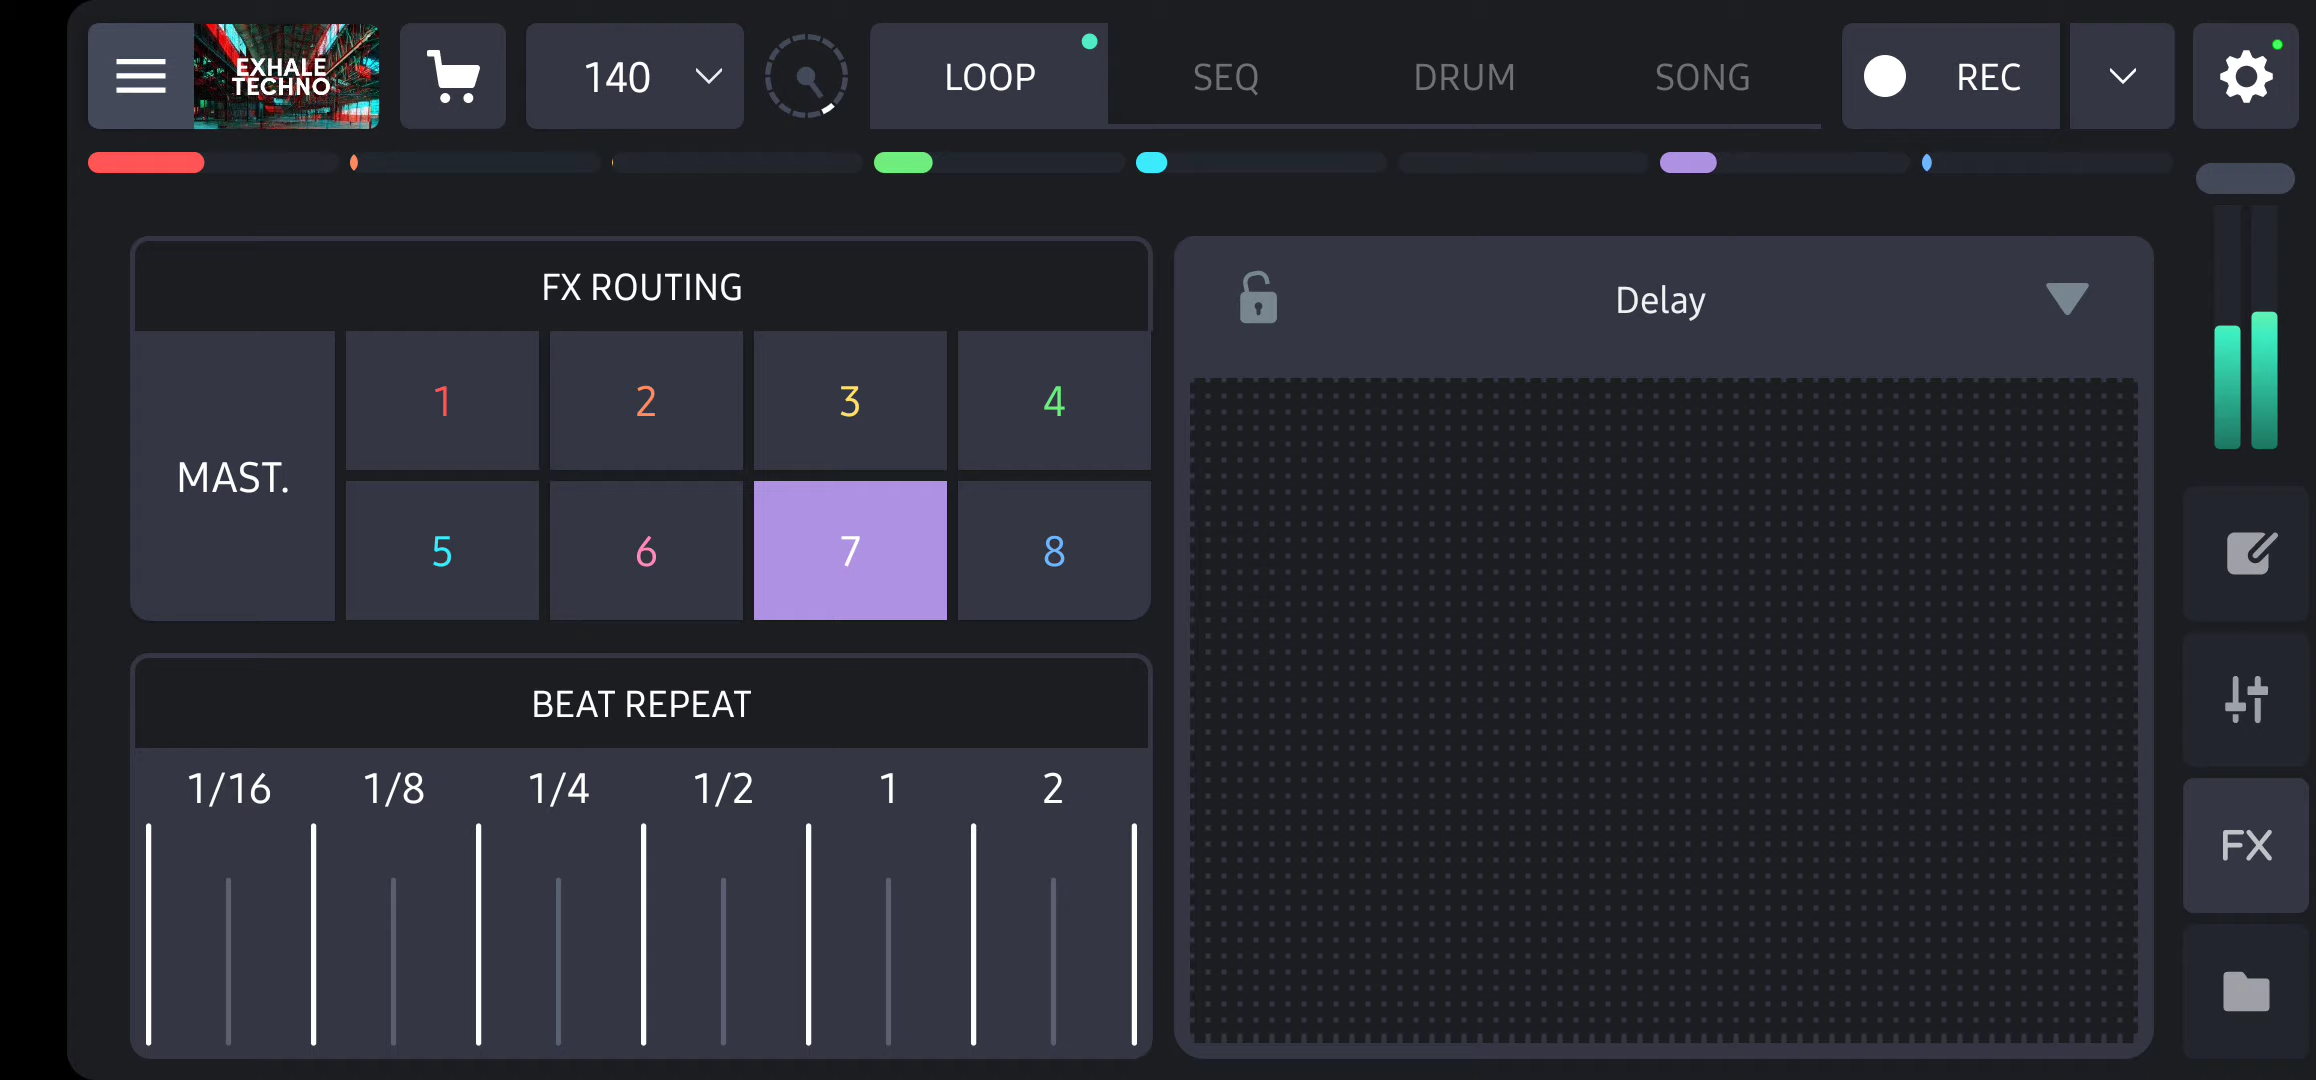 EXHALE
TECHNO
140
LOOP
SEQ
DRUM
SONG
REC
FX ROUTING
MAST.
1
2
3
4
5
6
7
8
BEAT REPEAT
1/16
1/8
1/4
1/2
1
2
Delay
FX